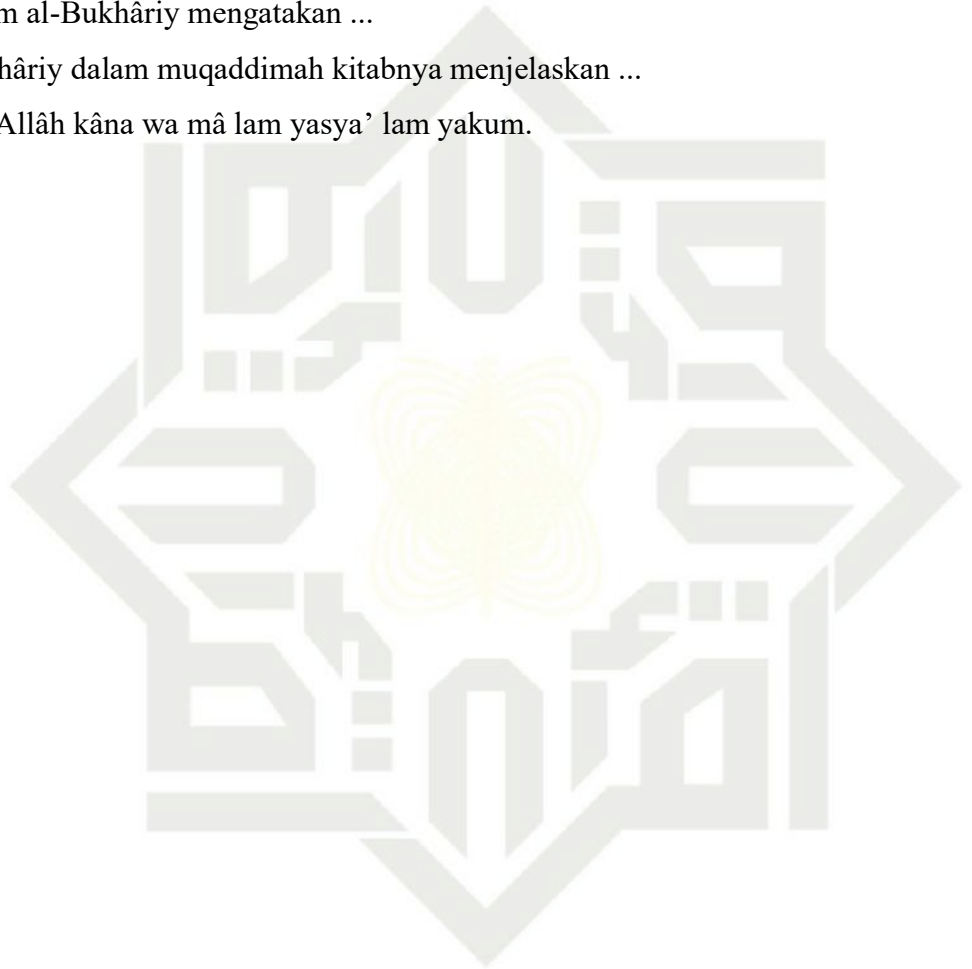 m al-Bukhâriy mengatakan ...
hâriy dalam muqaddimah kitabnya menjelaskan ...
Allâh kâna wa mâ lam yasya’ lam yakum.